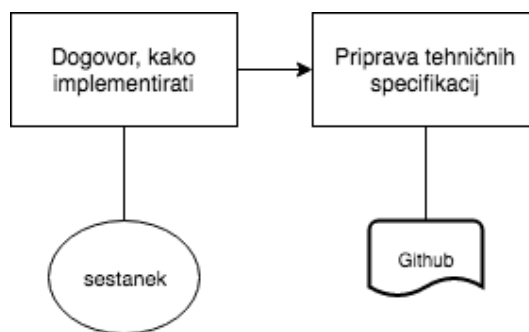 Dogovor, kako
implementirati
Priprava tehničnih
specifikacij
sestanek
Github